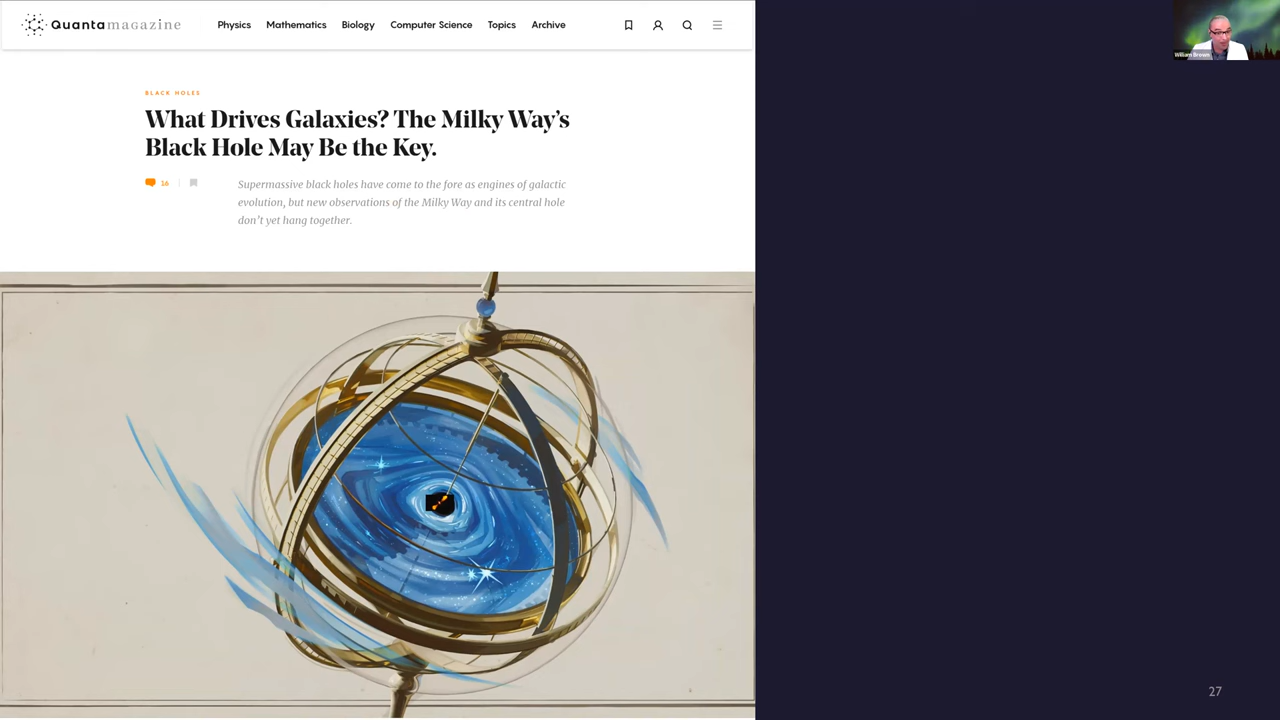 Quantamagazine
Physics Mathematics Biology Computer Science Topics Archive
William Brown
BLACK HOLES
What Drives Galaxies? The Milky Way's
Black Hole May Be the Key.
16
Supermassive black holes have come to the fore as engines of galactic
evolution, but new observations of the Milky Way and its central hole
don't yet hang together.
27